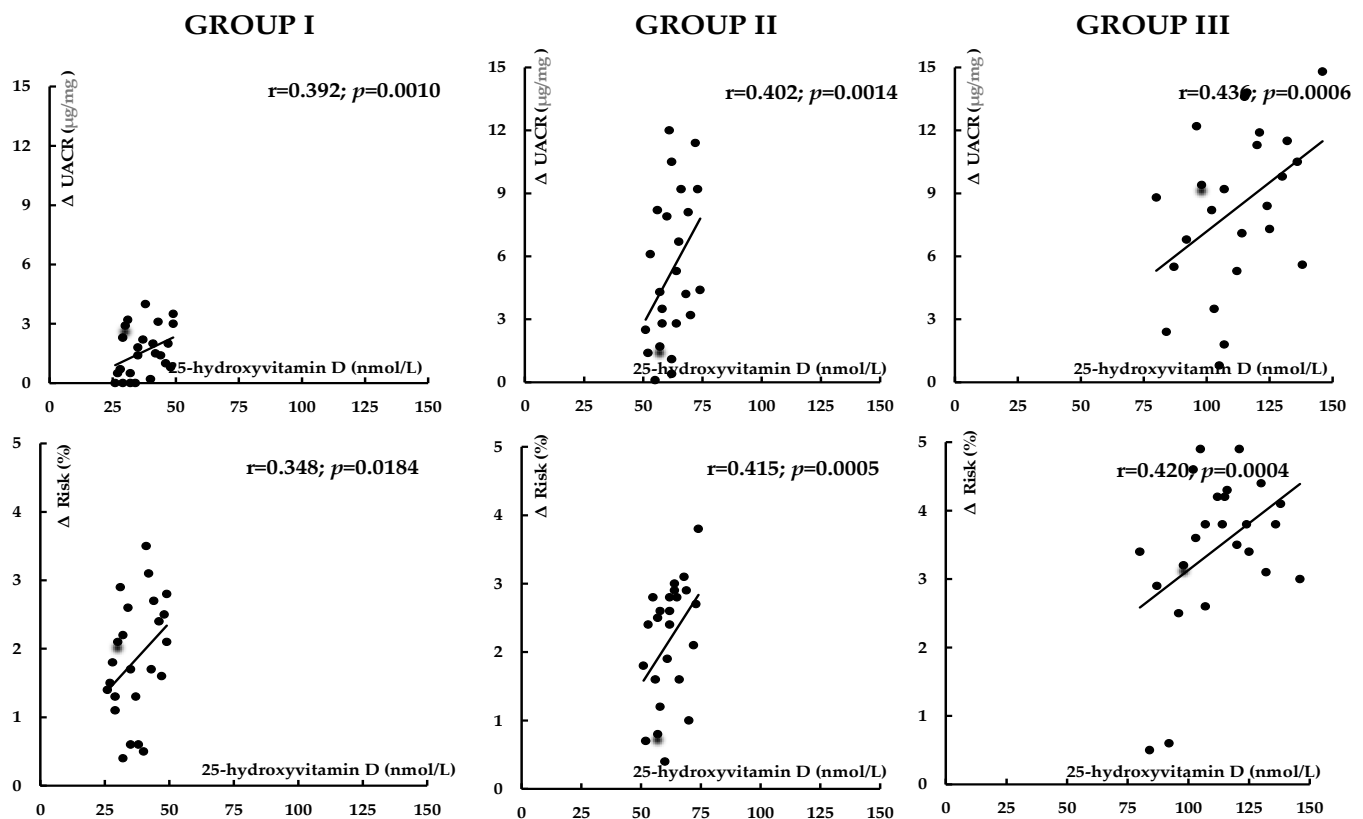 GROUP I
GROUP II
GROUP III
Δ UACR (μg/mg)
r=0.392; p=0.0010
15
12
9
6
3
0
25-hydroxyvitamin D (nmol/L)
0 25 50 75 100 125 150
Δ UACR (μg/mg)
r=0.402; p=0.0014
15
12
9
6
3
0
25-hydroxyvitamin D (nmol/L)
0 25 50 75 100 125 150
Δ UACR (μg/mg)
r=0.436; p=0.0006
15
12
9
6
3
0
25-hydroxyvitamin D (nmol/L)
0 25 50 75 100 125 150
Δ Risk (%)
r=0.348; p=0.0184
5
4
3
2
1
0
25-hydroxyvitamin D (nmol/L)
0 25 50 75 100 125 150
Δ Risk (%)
r=0.415; p=0.0005
5
4
3
2
1
0
25-hydroxyvitamin D (nmol/L)
0 25 50 75 100 125 150
Δ Risk (%)
r=0.420; p=0.0004
5
4
3
2
1
0
25-hydroxyvitamin D (nmol/L)
0 25 50 75 100 125 150